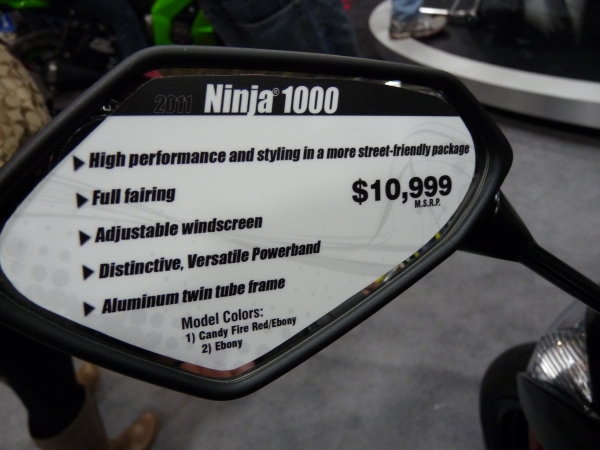 2011 Ninja® 1000
High performance and styling in a more street-friendly package
Full fairing
$10,999
M.S.R.P.
Adjustable windscreen
Distinctive, Versatile Powerband
Aluminum twin tube frame
Model Colors:
1) Candy Fire Red/Ebony
2) Ebony